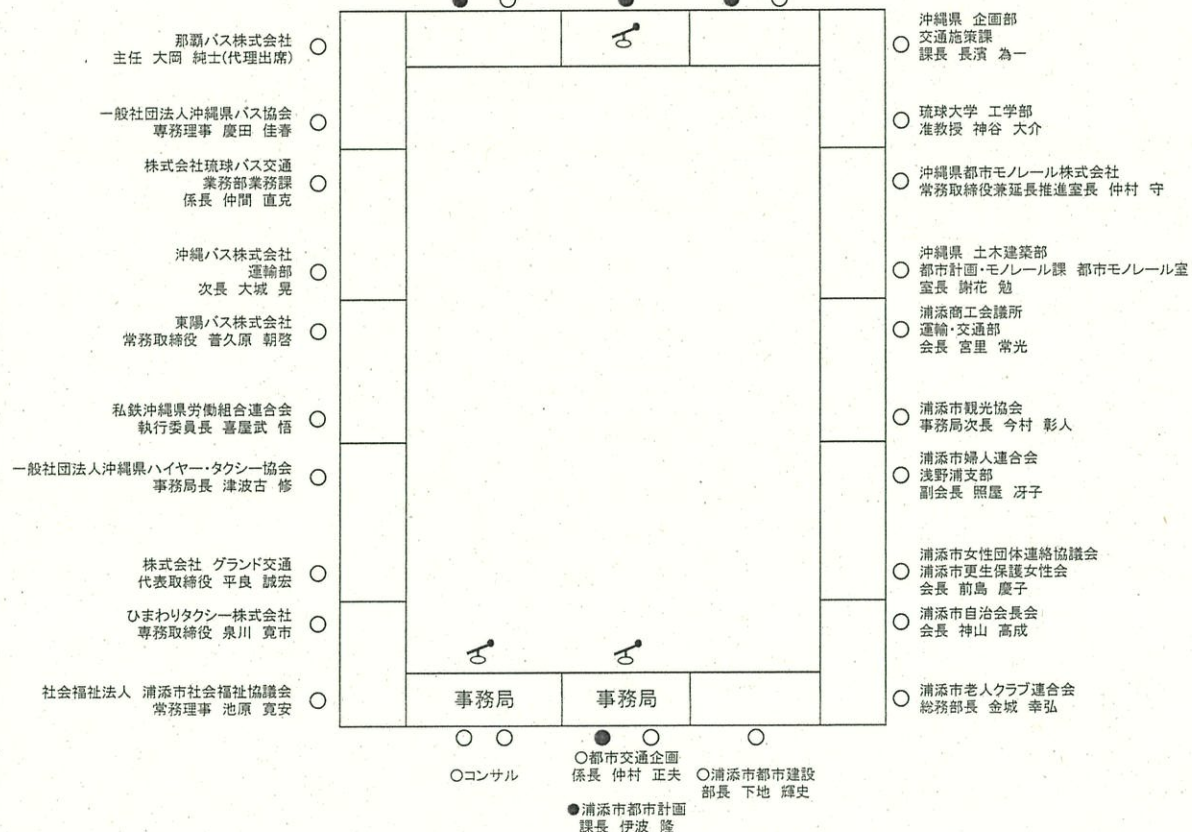 那覇バス株式会社
主任 大岡 純士(代理出席)
一般社団法人沖縄県バス協会
専務理事 慶田 佳春
株式会社琉球バス交通
業務部業務課
係長 仲間 直克
沖縄バス株式会社
運輸部
次長 大城 晃
東陽バス株式会社
常務取締役 普久原 朝啓
私鉄沖縄県労働組合連合会
執行委員長 喜屋武 悟
一般社団法人沖縄県ハイヤー・タクシー協会
事務局長 津波古 修
株式会社 グランド交通
代表取締役 平良 誠宏
ひまわりタクシー株式会社
専務取締役 泉川 寛市
社会福祉法人 浦添市社会福祉協議会
常務理事 池原 寛安
沖縄県 企画部
交通施策課
課長 長濱 為一
琉球大学 工学部
准教授 神谷 大介
沖縄県都市モノレール株式会社
常務取締役兼延長推進室長 仲村 守
沖縄県 土木建築部
都市計画・モノレール課 都市モノレール室
室長 謝花 勉
浦添商工会議所
運輸・交通部
会長 宮里 常光
浦添市観光協会
事務局次長 今村 彰人
浦添市婦人連合会
浅野浦支部
副会長 照屋 冴子
浦添市女性団体連絡協議会
浦添市更生保護女性会
会長 前島 慶子
浦添市自治会長会
会長 神山 高成
浦添市老人クラブ連合会
総務部長 金城 幸弘
事務局
事務局
○コンサル
○都市交通企画
係長 仲村 正夫
○浦添市都市建設
部長 下地 輝史
●浦添市都市計画
課長 伊波 隆